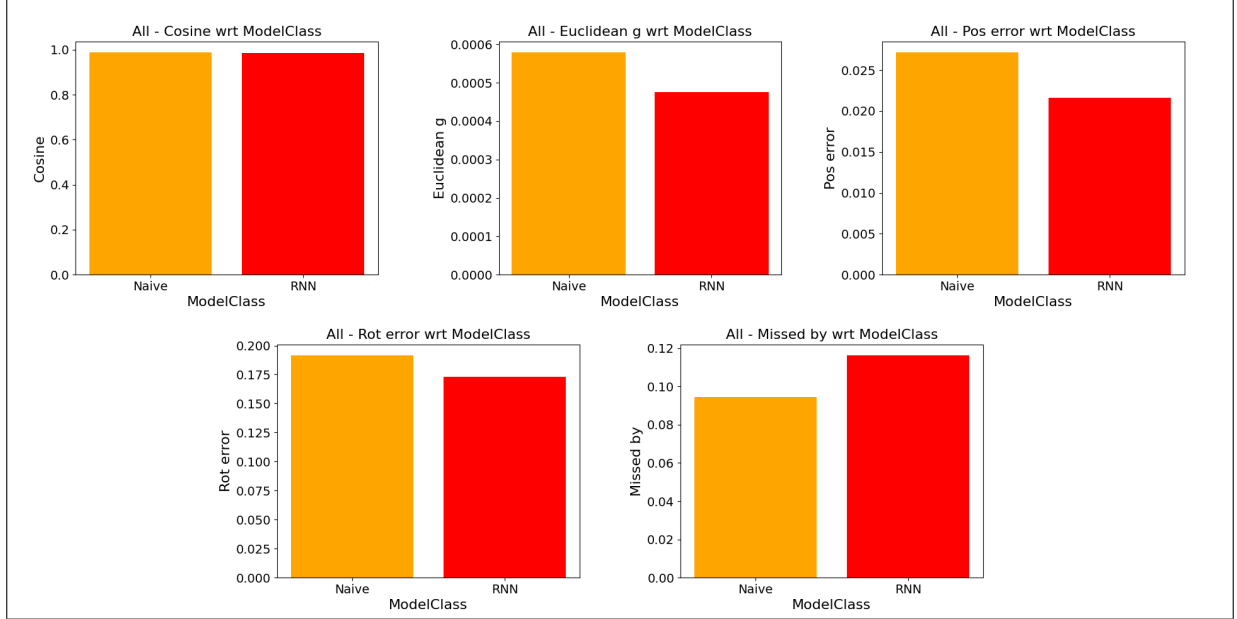 All - Cosine wrt ModelClass
1.0
0.8
0.6
0.4
0.2
0.0
Cosine
Naive RNN
ModelClass
All - Euclidean g wrt ModelClass
0.0006
0.0005
0.0004
0.0003
0.0002
0.0001
0.0000
Euclidean g
Naive RNN
ModelClass
All - Pos error wrt ModelClass
0.025
0.020
0.015
0.010
0.005
0.000
Pos error
Naive RNN
ModelClass
All - Rot error wrt ModelClass
0.200
0.175
0.150
0.125
0.100
0.075
0.050
0.025
0.000
Rot error
Naive RNN
ModelClass
All - Missed by wrt ModelClass
0.12
0.10
0.08
0.06
0.04
0.02
0.00
Missed by
Naive RNN
ModelClass